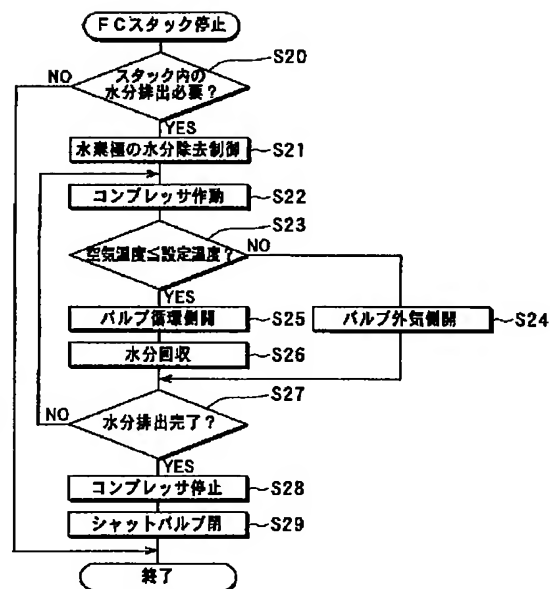 FCスタック停止
S20
NO
スタック内の
水分排出必要?
YES
水素極の水分除去制御
S21
コンプレッサ作動
S22
S23
空気温度≦設定温度?
NO
YES
バルブ循環側開
S25
バルブ外気側開
S24
水分回収
S26
S27
NO
水分排出完了?
YES
コンプレッサ停止
S28
シャットバルブ閉
S29
終了